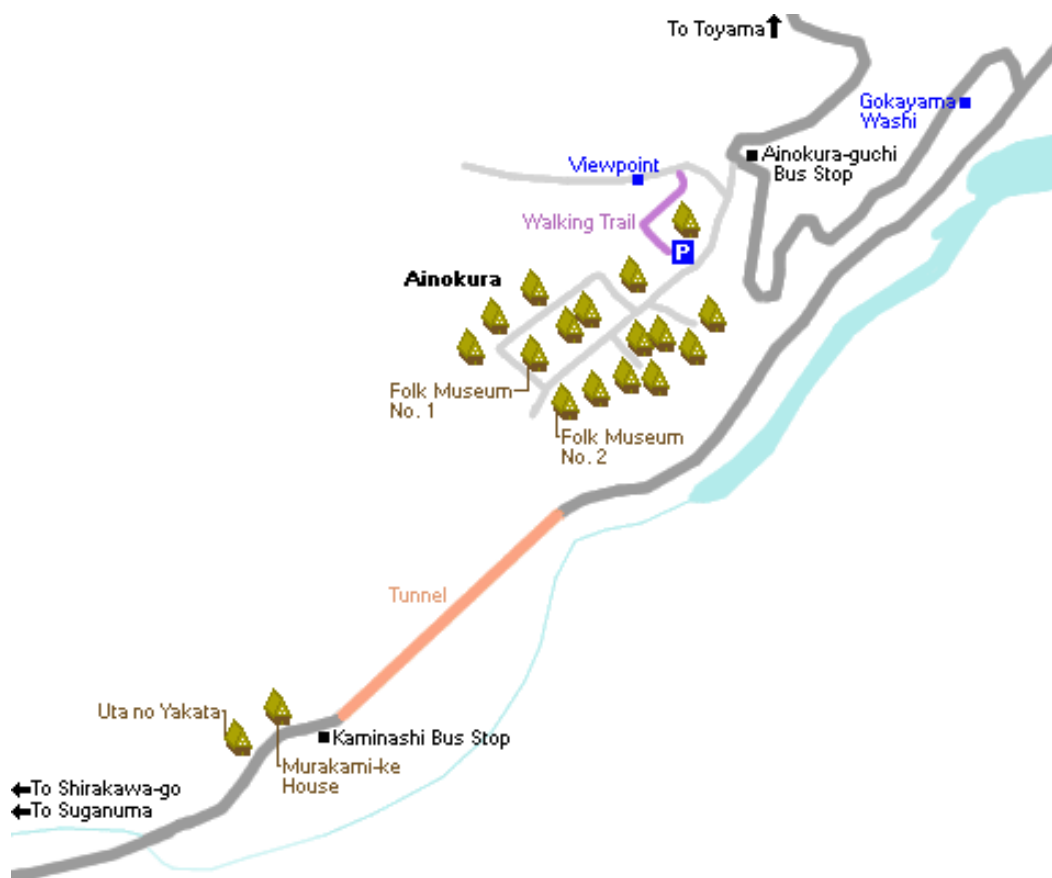 To Toyama
Gokayama
Washi
Ainokura-guchi
Bus Stop
Viewpoint
Walking Trail
P
Ainokura
Folk Museum
No. 1
Folk Museum
No. 2
Tunnel
Uta no Yakata
Kaminashi Bus Stop
Murakami-ke
House
To Shirakawa-go
To Suganuma